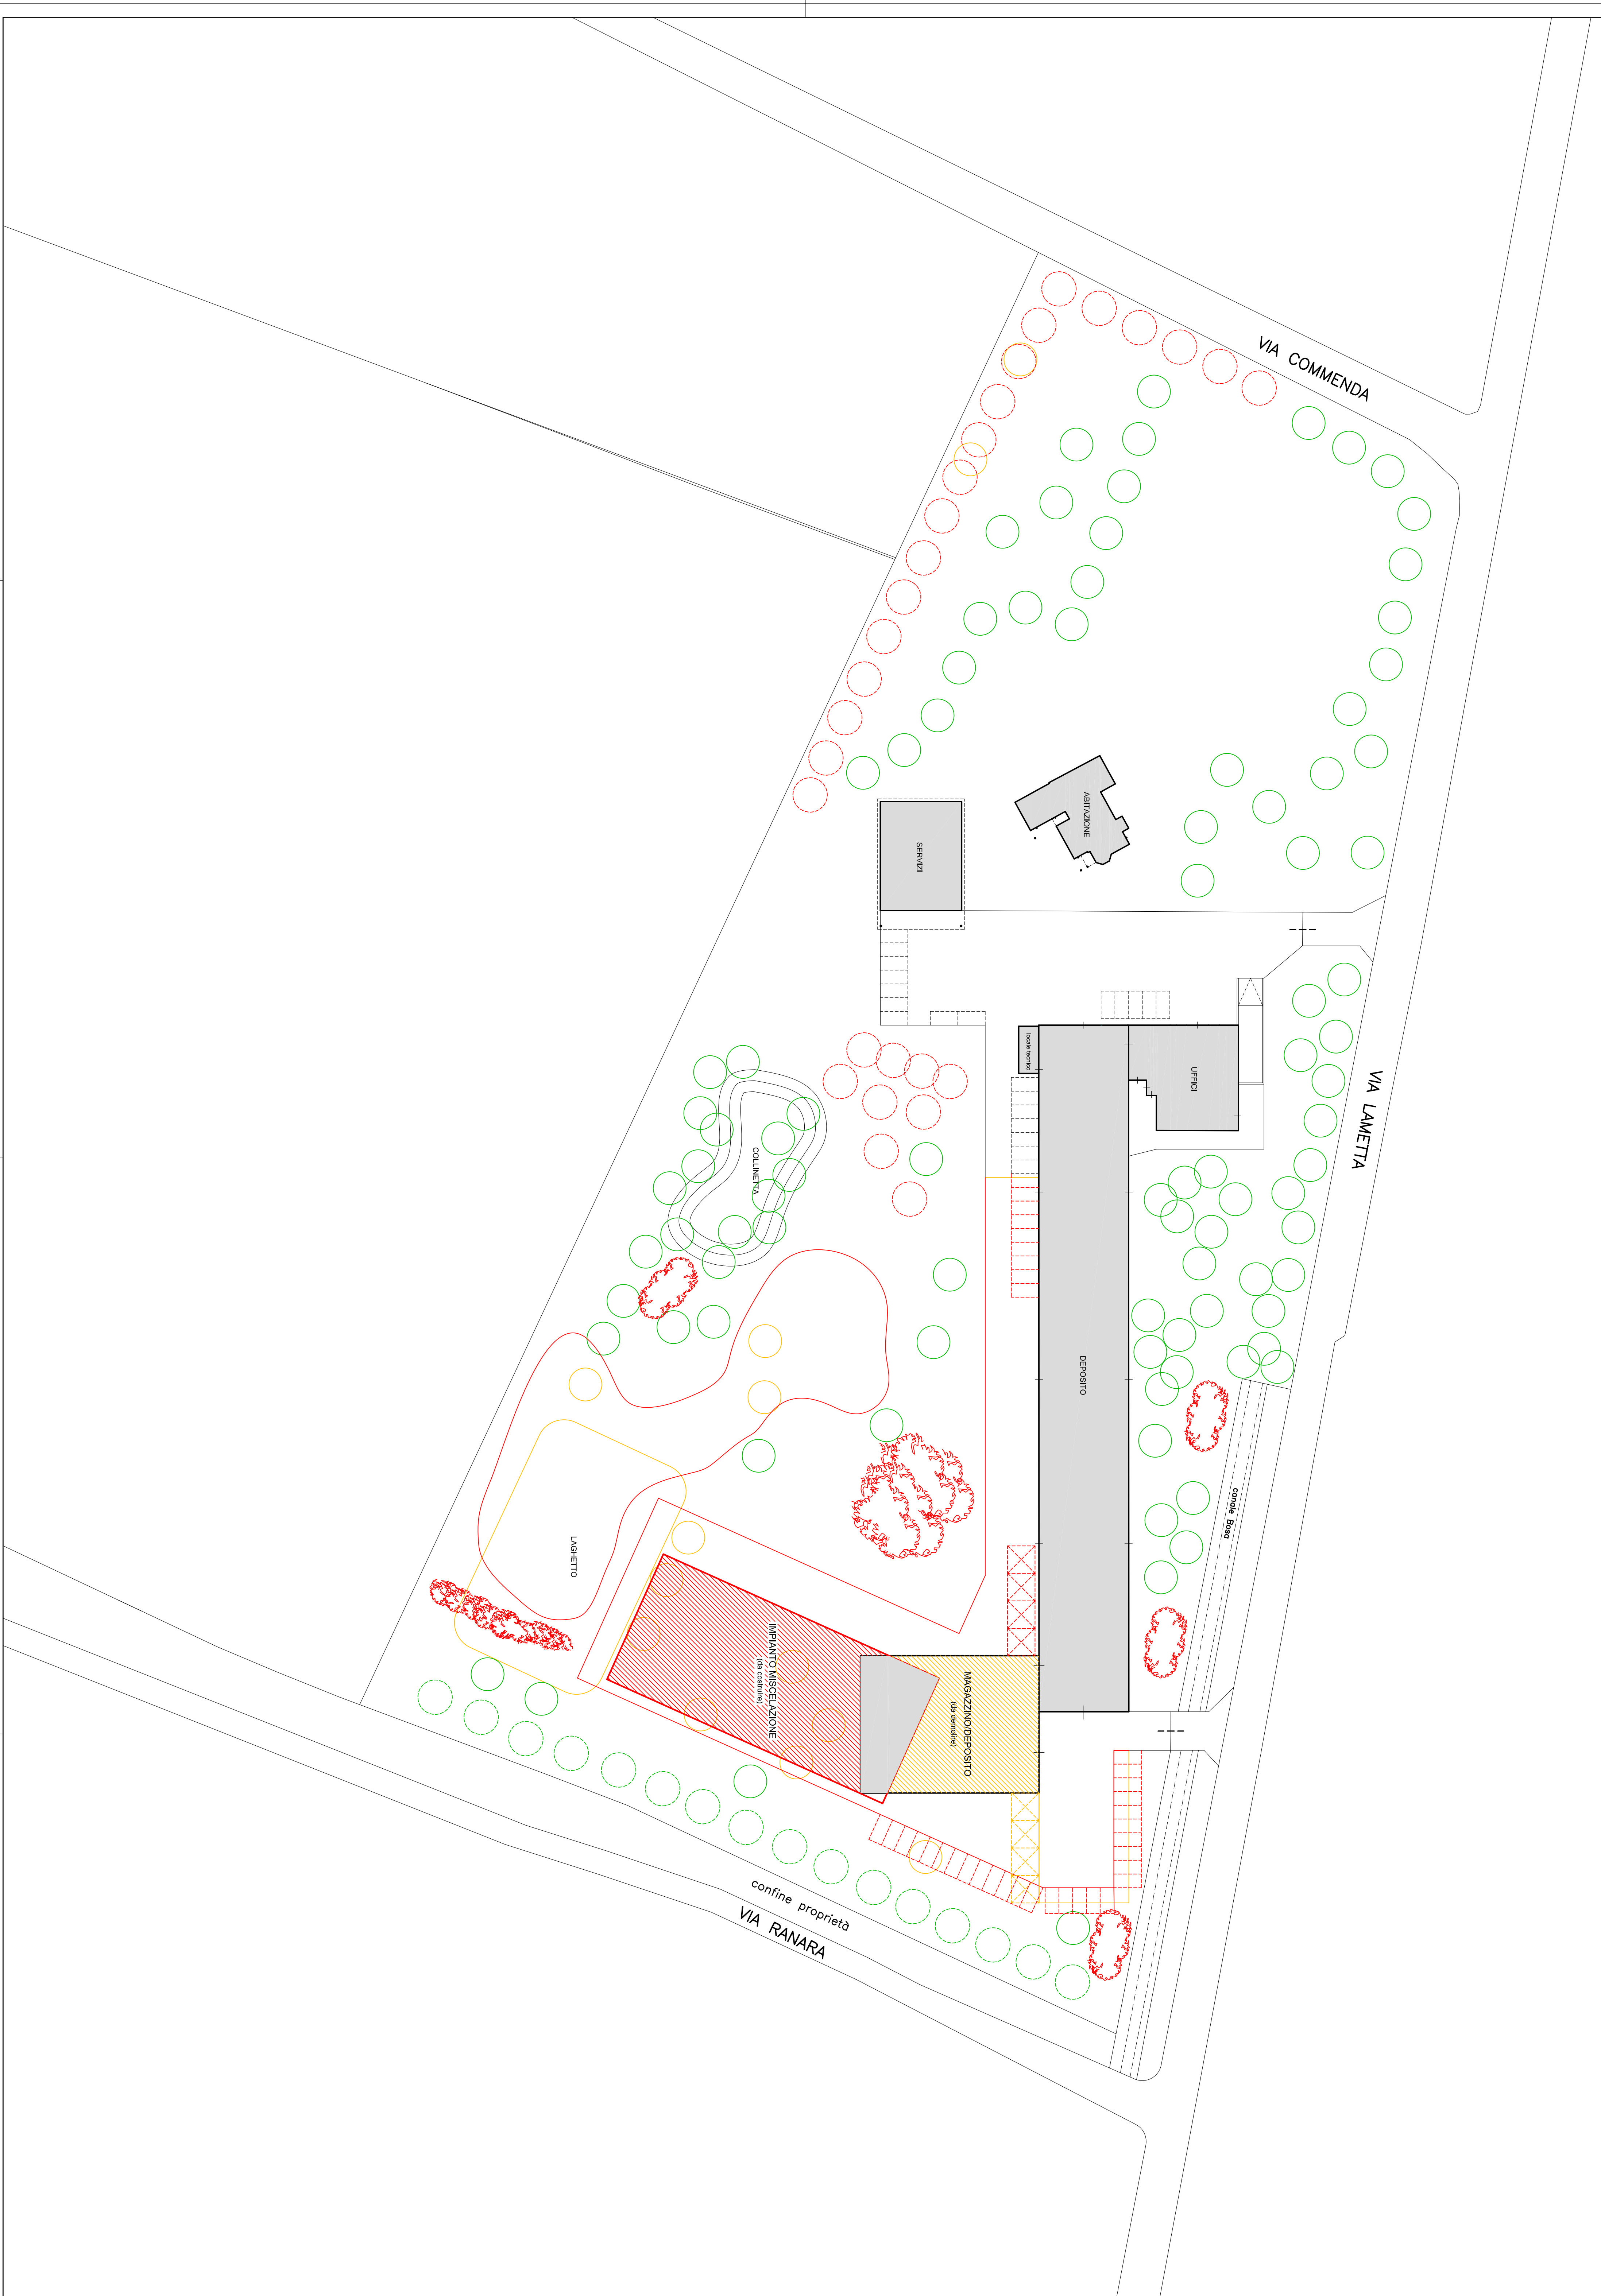 VIA COMMENDA
ABITAZIONE
SERVIZI
VIA LAMETTA
locale tecnico
UFFICI
COLLINETTA
DEPOSITO
canale Bosa
LAGHETTO
IMPIANTO MISCELAZIONE
(da costruire)
MAGAZZINO/DEPOSITO
(da demolire)
confine proprietà
VIA RANARA